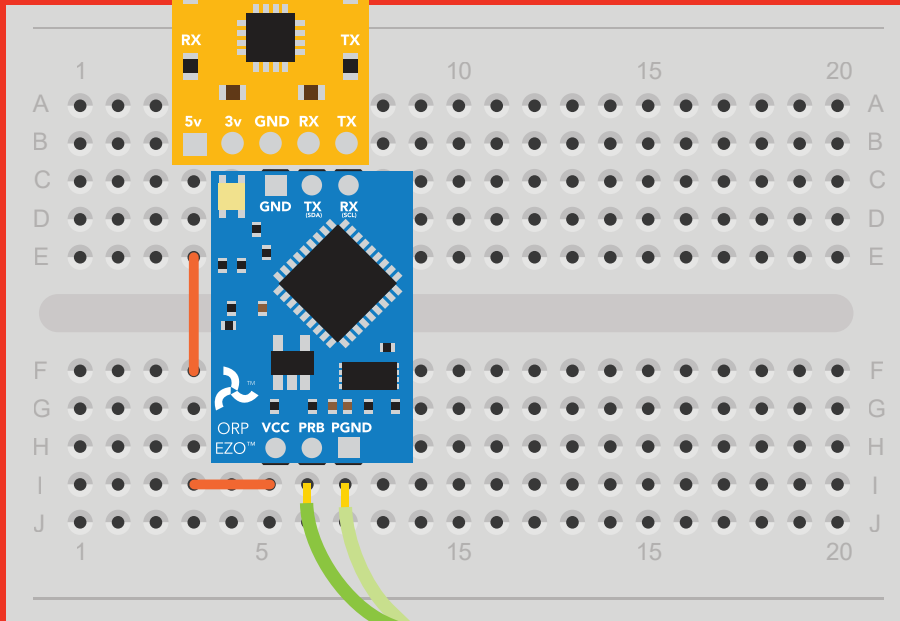 RX TX
1 10 15 20
A A
5v 3v GND RX TX
B B
C C
GND TX RX
(SDA) (SCL)
D D
E E
F F
TM
G G
ORP VCC PRB PGND
EZO™
H H
I I
J J
1 5 15 15 20